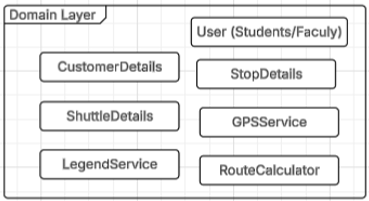 Domain Layer
User (Students/Faculy)
CustomerDetails
StopDetails
ShuttleDetails
GPSService
LegendService
RouteCalculator